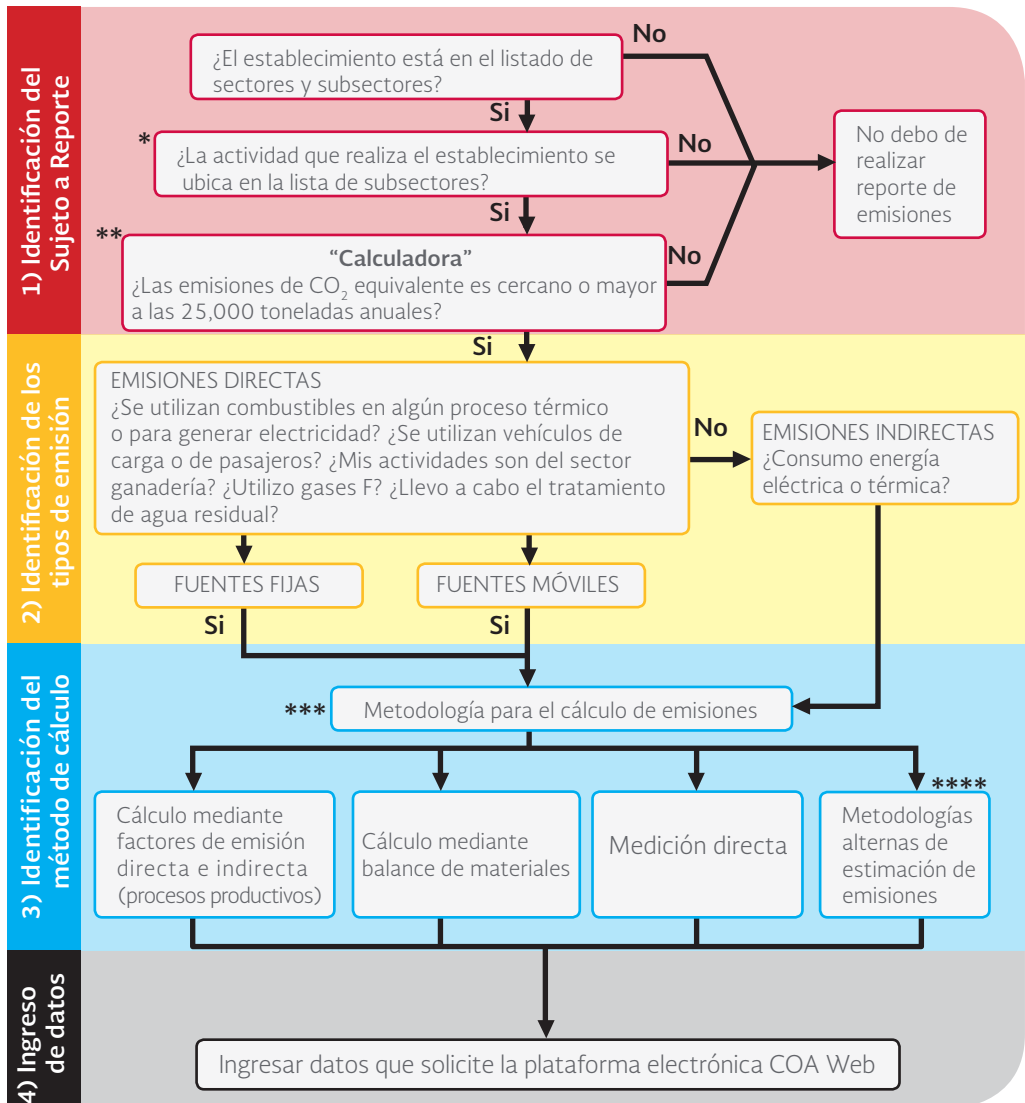 1) Identificación del
Sujeto a Reporte
¿El establecimiento está en el listado de
sectores y subsectores?
No
Si
*
¿La actividad que realiza el establecimiento se
ubica en la lista de subsectores?
No
No debo de
realizar
reporte de
emisiones
Si
**
“Calculadora”
¿Las emisiones de CO₂ equivalente es cercano o mayor
a las 25,000 toneladas anuales?
No
Si
2) Identificación de los
tipos de emisión
EMISIONES DIRECTAS
¿Se utilizan combustibles en algún proceso térmico
o para generar electricidad? ¿Se utilizan vehículos de
carga o de pasajeros? ¿Mis actividades son del sector
ganadería? ¿Utilizo gases F? ¿Llevo a cabo el tratamiento
de agua residual?
No
EMISIONES INDIRECTAS
¿Consumo energía
eléctrica o térmica?
FUENTES FIJAS
FUENTES MÓVILES
Si
Si
3) Identificación del
método de cálculo
***
Metodología para el cálculo de emisiones
Cálculo mediante
factores de emisión
directa e indirecta
(procesos productivos)
Cálculo mediante
balance de materiales
Medición directa
****
Metodologías
alternas de
estimación de
emisiones
4) Ingreso
de datos
Ingresar datos que solicite la plataforma electrónica COA Web